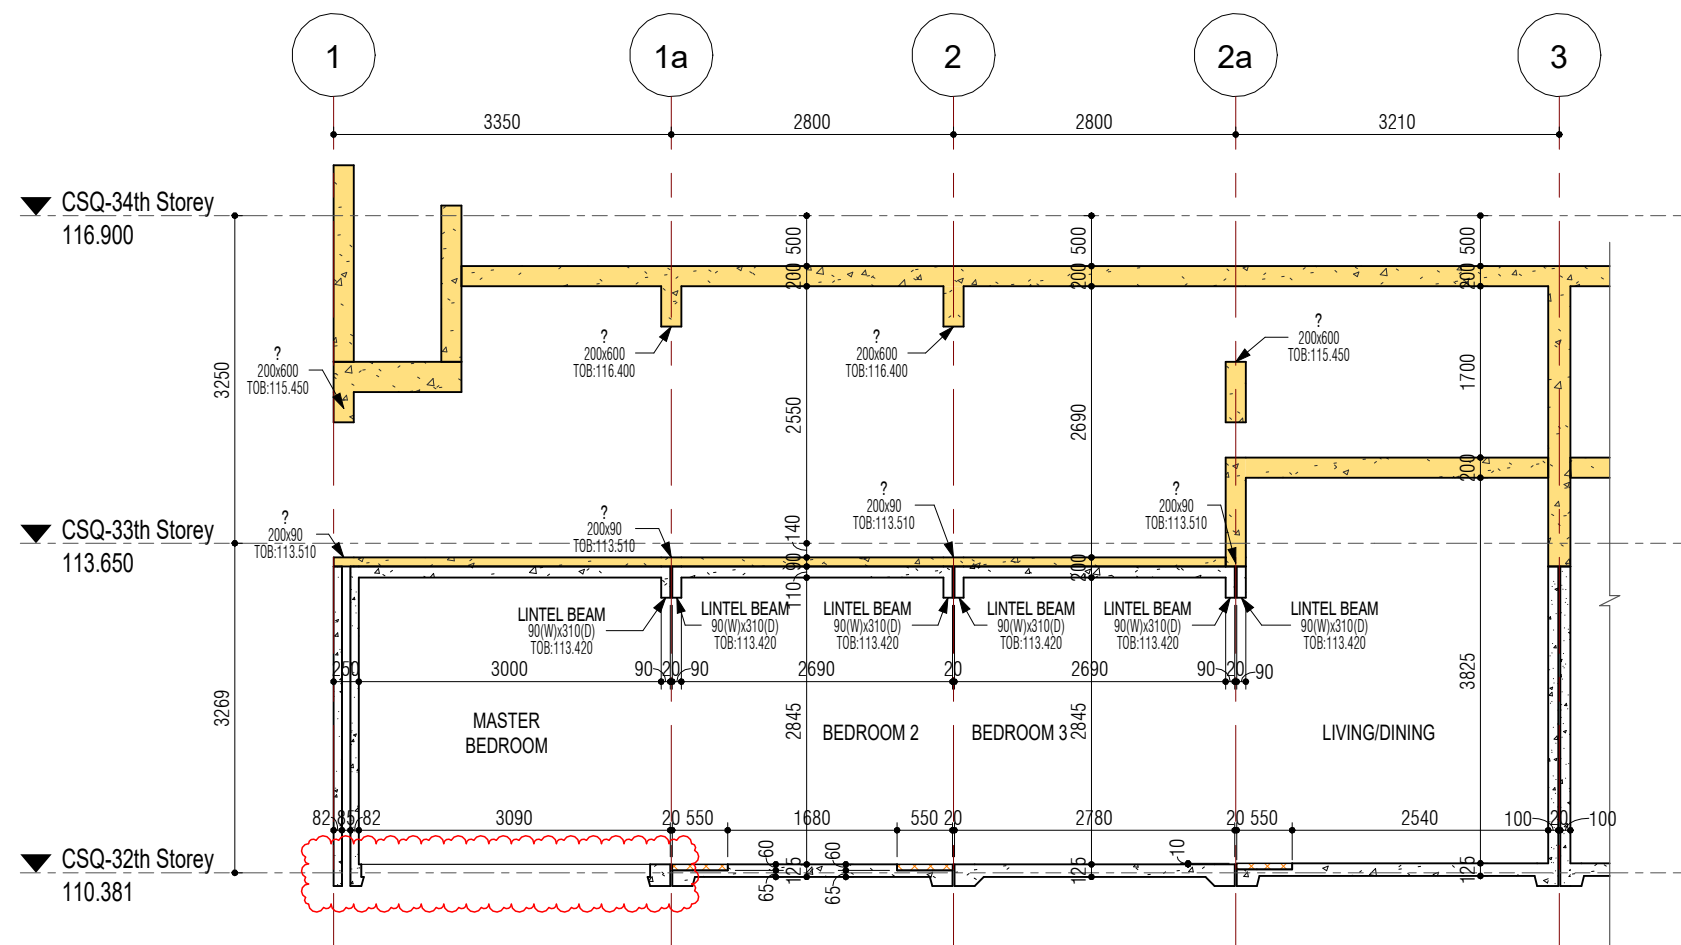 1
1a
2
2a
3
3350
2800
2800
3210
CSQ-34th Storey
116.900
500
500
500
200
200
200
?
200x600
TOB:115.450
?
200x600
TOB:116.400
?
200x600
TOB:116.400
?
200x600
TOB:115.450
3250
2550
2690
1700
200
CSQ-33th Storey
113.650
?
200x90
TOB:113.510
?
200x90
TOB:113.510
?
200x90
TOB:113.510
?
200x90
TOB:113.510
140
90
110
200
LINTEL BEAM
90(W)x310(D)
TOB:113.420
LINTEL BEAM
90(W)x310(D)
TOB:113.420
LINTEL BEAM
90(W)x310(D)
TOB:113.420
LINTEL BEAM
90(W)x310(D)
TOB:113.420
LINTEL BEAM
90(W)x310(D)
TOB:113.420
LINTEL BEAM
90(W)x310(D)
TOB:113.420
250
3000
90
20
90
2690
20
2690
90
20
90
3269
2845
2845
3825
MASTER
BEDROOM
BEDROOM 2
BEDROOM 3
LIVING/DINING
82
85
82
3090
20
550
1680
550
20
2780
20
550
2540
100
20
100
CSQ-32th Storey
110.381
60
65
125
60
65
125
10
125